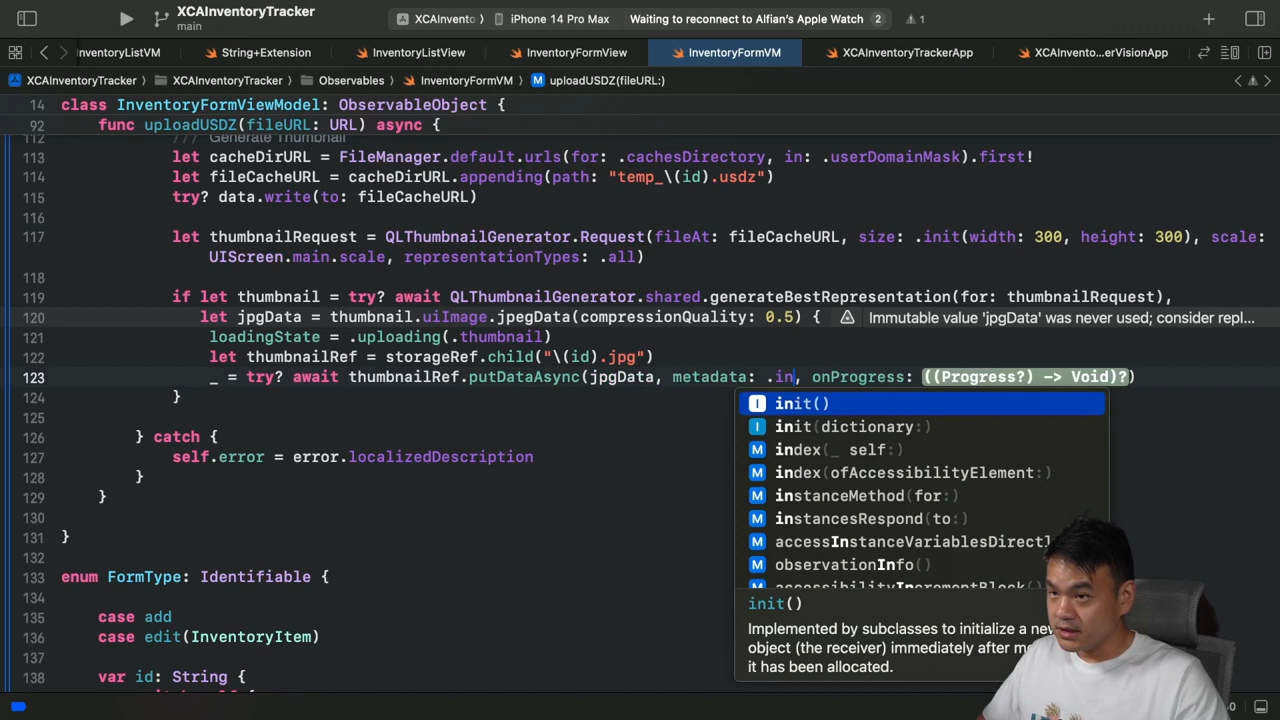 XCAInventoryTracker
main
XCAInvento
iPhone 14 Pro Max
Waiting to reconnect to Alfian's Apple Watch
2
1
nventoryListVM
String+Extension
InventoryListView
InventoryFormView
InventoryFormVM
XCAInventoryTrackerApp
XCAInvento...erVisionApp
XCAInventoryTracker
XCAInventoryTracker
Observables
InventoryFormVM
M uploadUSDZ(fileURL:)
14 class InventoryFormViewModel: ObservableObject {
92 func uploadUSDZ(fileURL: URL) async {
112 /// Generate Thumbnail
113 let cacheDirURL = FileManager.default.urls(for: .cachesDirectory, in: .userDomainMask).first!
114 let fileCacheURL = cacheDirURL.appending(path: "temp_\(id).usdz")
115 try? data.write(to: fileCacheURL)
116
117 let thumbnailRequest = QLThumbnailGenerator.Request(fileAt: fileCacheURL, size: .init(width: 300, height: 300), scale:
UIScreen.main.scale, representationTypes: .all)
118
119 if let thumbnail = try? await QLThumbnailGenerator.shared.generateBestRepresentation(for: thumbnailRequest),
120 let jpgData = thumbnail.uiImage.jpegData(compressionQuality: 0.5) { Immutable value 'jpgData' was never used; consider repl...
121 loadingState = .uploading(.thumbnail)
122 let thumbnailRef = storageRef.child("\(id).jpg")
123 _ = try? await thumbnailRef.putDataAsync(jpgData, metadata: .in, onProgress: ((Progress?) -> Void)?)
124 }
125
126 } catch {
127 self.error = error.localizedDescription
128 }
129 }
130
131 }
132
133 enum FormType: Identifiable {
134
135 case add
136 case edit(InventoryItem)
137
138 var id: String {
I init()
I init(dictionary:)
M index(_ self:)
M index(ofAccessibilityElement:)
M instanceMethod(for:)
M instancesRespond(to:)
M accessInstanceVariablesDirectl
M observationInfo()
M accessibilityIncrementBlock()
init()
Implemented by subclasses to initialize a new
object (the receiver) immediately after
it has been allocated.